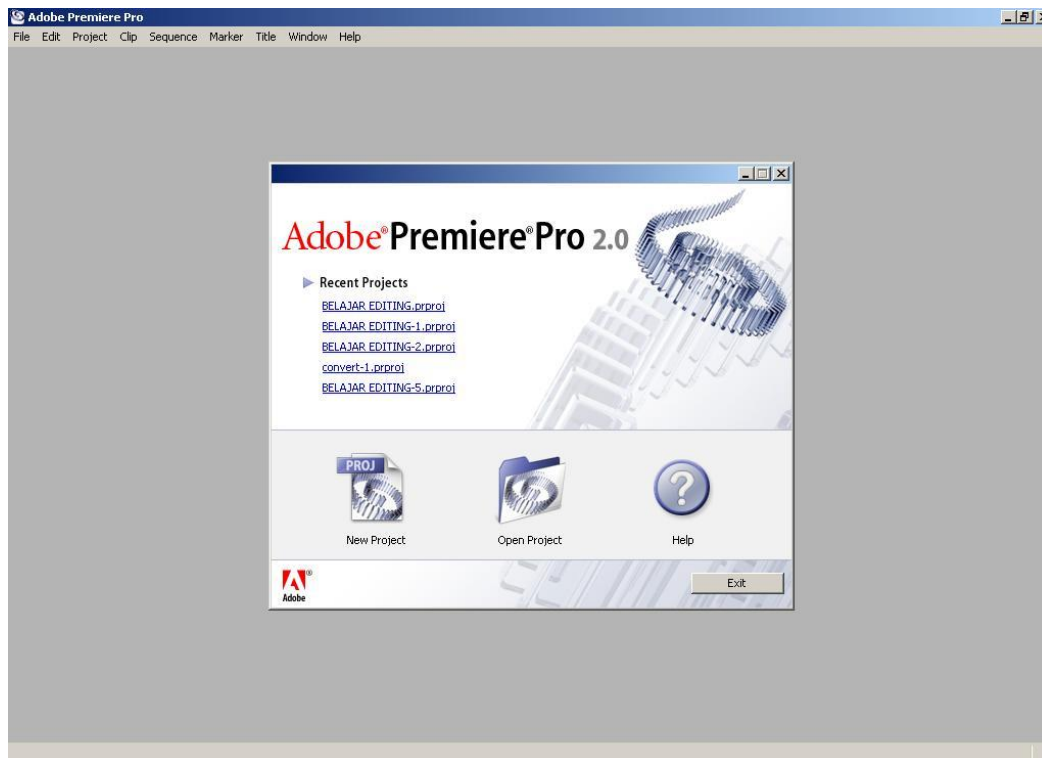 Adobe Premiere Pro
File Edit Project Clip Sequence Marker Title Window Help
Adobe® Premiere® Pro 2.0
Recent Projects
BELAJAR EDITING.prproj
BELAJAR EDITING-1.prproj
BELAJAR EDITING-2.prproj
convert-1.prproj
BELAJAR EDITING-5.prproj
PROJ
New Project Open Project Help
Adobe ®
Exit